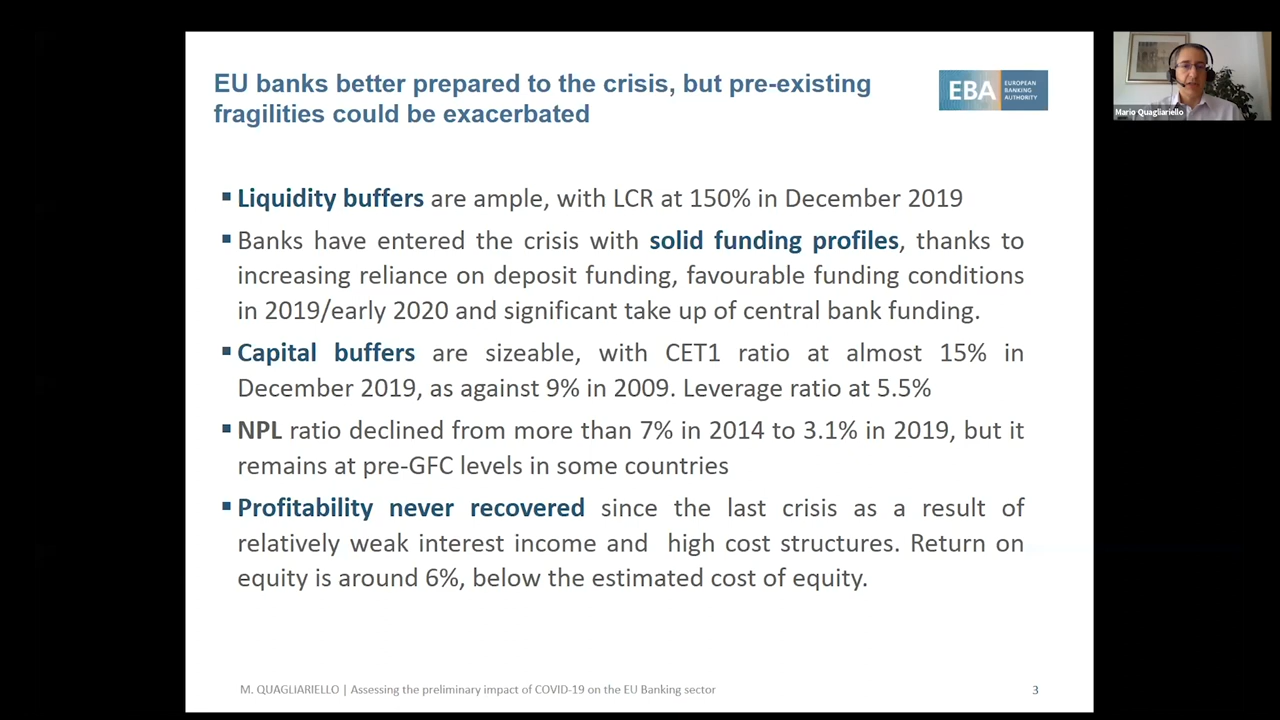 EU banks better prepared to the crisis, but pre-existing
fragilities could be exacerbated
EBA
EUROPEAN
BANKING
AUTHORITY
Mario Quagliariello
▪ Liquidity buffers are ample, with LCR at 150% in December 2019
▪ Banks have entered the crisis with solid funding profiles, thanks to
increasing reliance on deposit funding, favourable funding conditions
in 2019/early 2020 and significant take up of central bank funding.
▪ Capital buffers are sizeable, with CET1 ratio at almost 15% in
December 2019, as against 9% in 2009. Leverage ratio at 5.5%
▪ NPL ratio declined from more than 7% in 2014 to 3.1% in 2019, but it
remains at pre-GFC levels in some countries
▪ Profitability never recovered since the last crisis as a result of
relatively weak interest income and high cost structures. Return on
equity is around 6%, below the estimated cost of equity.
M. QUAGLIARIELLO | Assessing the preliminary impact of COVID-19 on the EU Banking sector
3